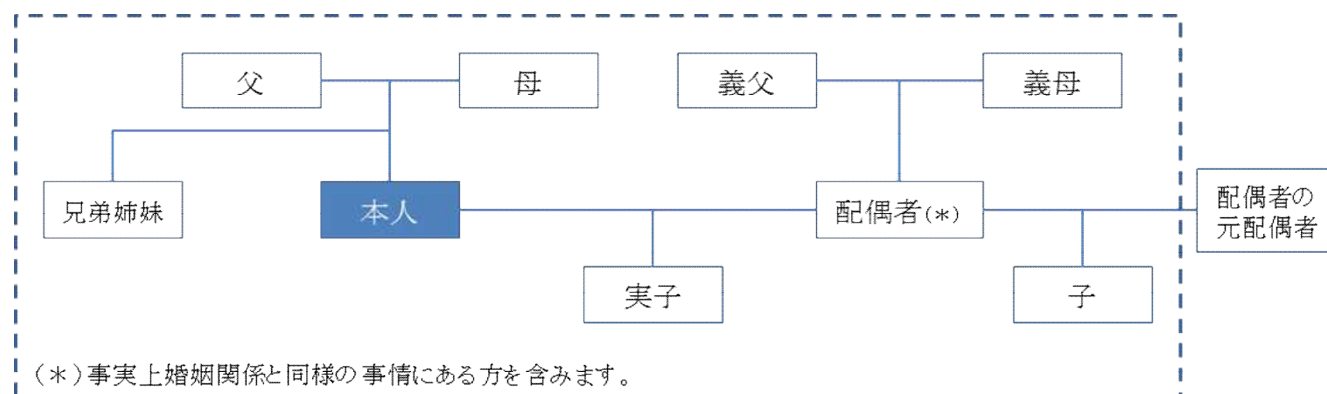 父
母
義父
義母
兄弟姉妹
本人
配偶者(*)
配偶者の
元配偶者
実子
子
(*)事実上婚姻関係と同様の事情にある方を含みます。